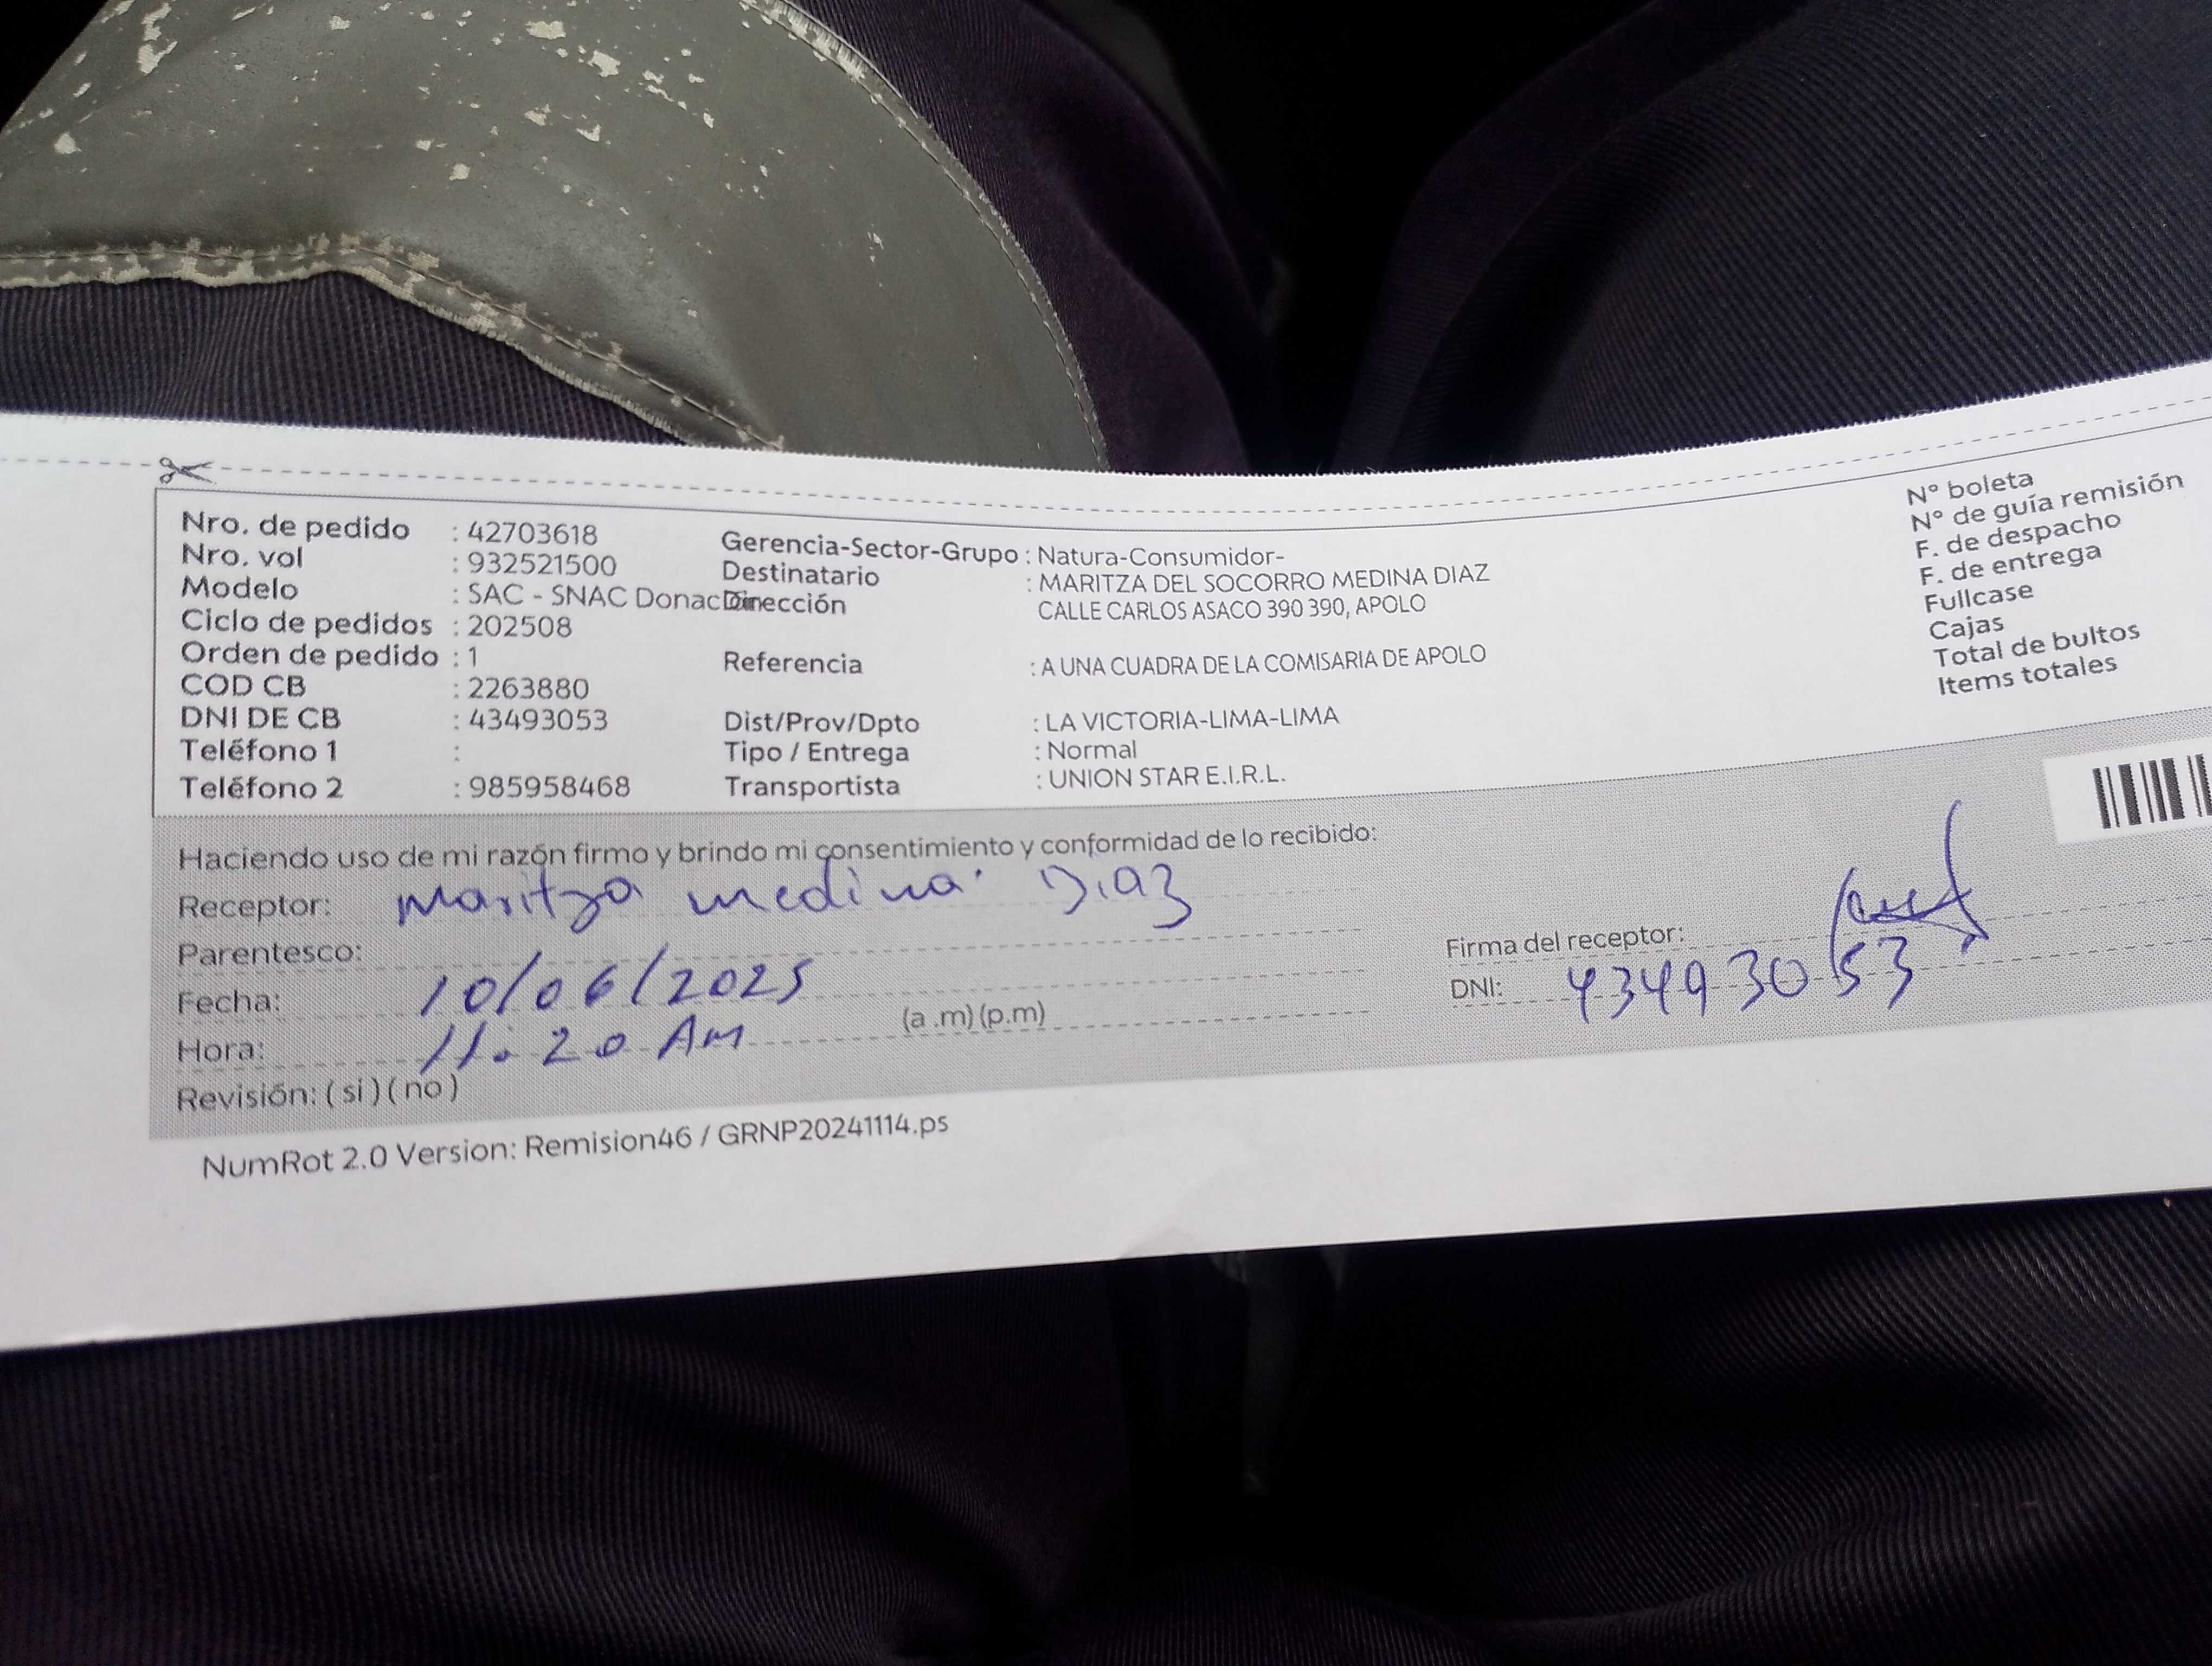 Nro. de pedido : 42703618
Nro. vol : 932521500
Modelo : SAC - SNAC Donac
Ciclo de pedidos : 202508
Orden de pedido : 1
COD CB : 2263880
DNI DE CB : 43493053
Teléfono 1 :
Teléfono 2 : 985958468
Gerencia-Sector-Grupo : Natura-Consumidor-
Destinatario : MARITZA DEL SOCORRO MEDINA DIAZ
Dirección CALLE CARLOS ASACO 390 390, APOLO
Referencia : A UNA CUADRA DE LA COMISARIA DE APOLO
Dist/Prov/Dpto : LA VICTORIA-LIMA-LIMA
Tipo / Entrega : Normal
Transportista : UNION STAR E.I.R.L.
N° boleta
N° de guía remisión
F. de despacho
F. de entrega
Fullcase
Cajas
Total de bultos
Items totales
Haciendo uso de mi razón firmo y brindo mi consentimiento y conformidad de lo recibido:
Receptor: Maritza medina Diaz
Parentesco:
Fecha: 10/06/2025
Hora: 11:20 AM (a .m) (p.m)
Revisión: ( si ) ( no )
Firma del receptor:
DNI: 43493053
NumRot 2.0 Version: Remision46 / GRNP20241114.ps